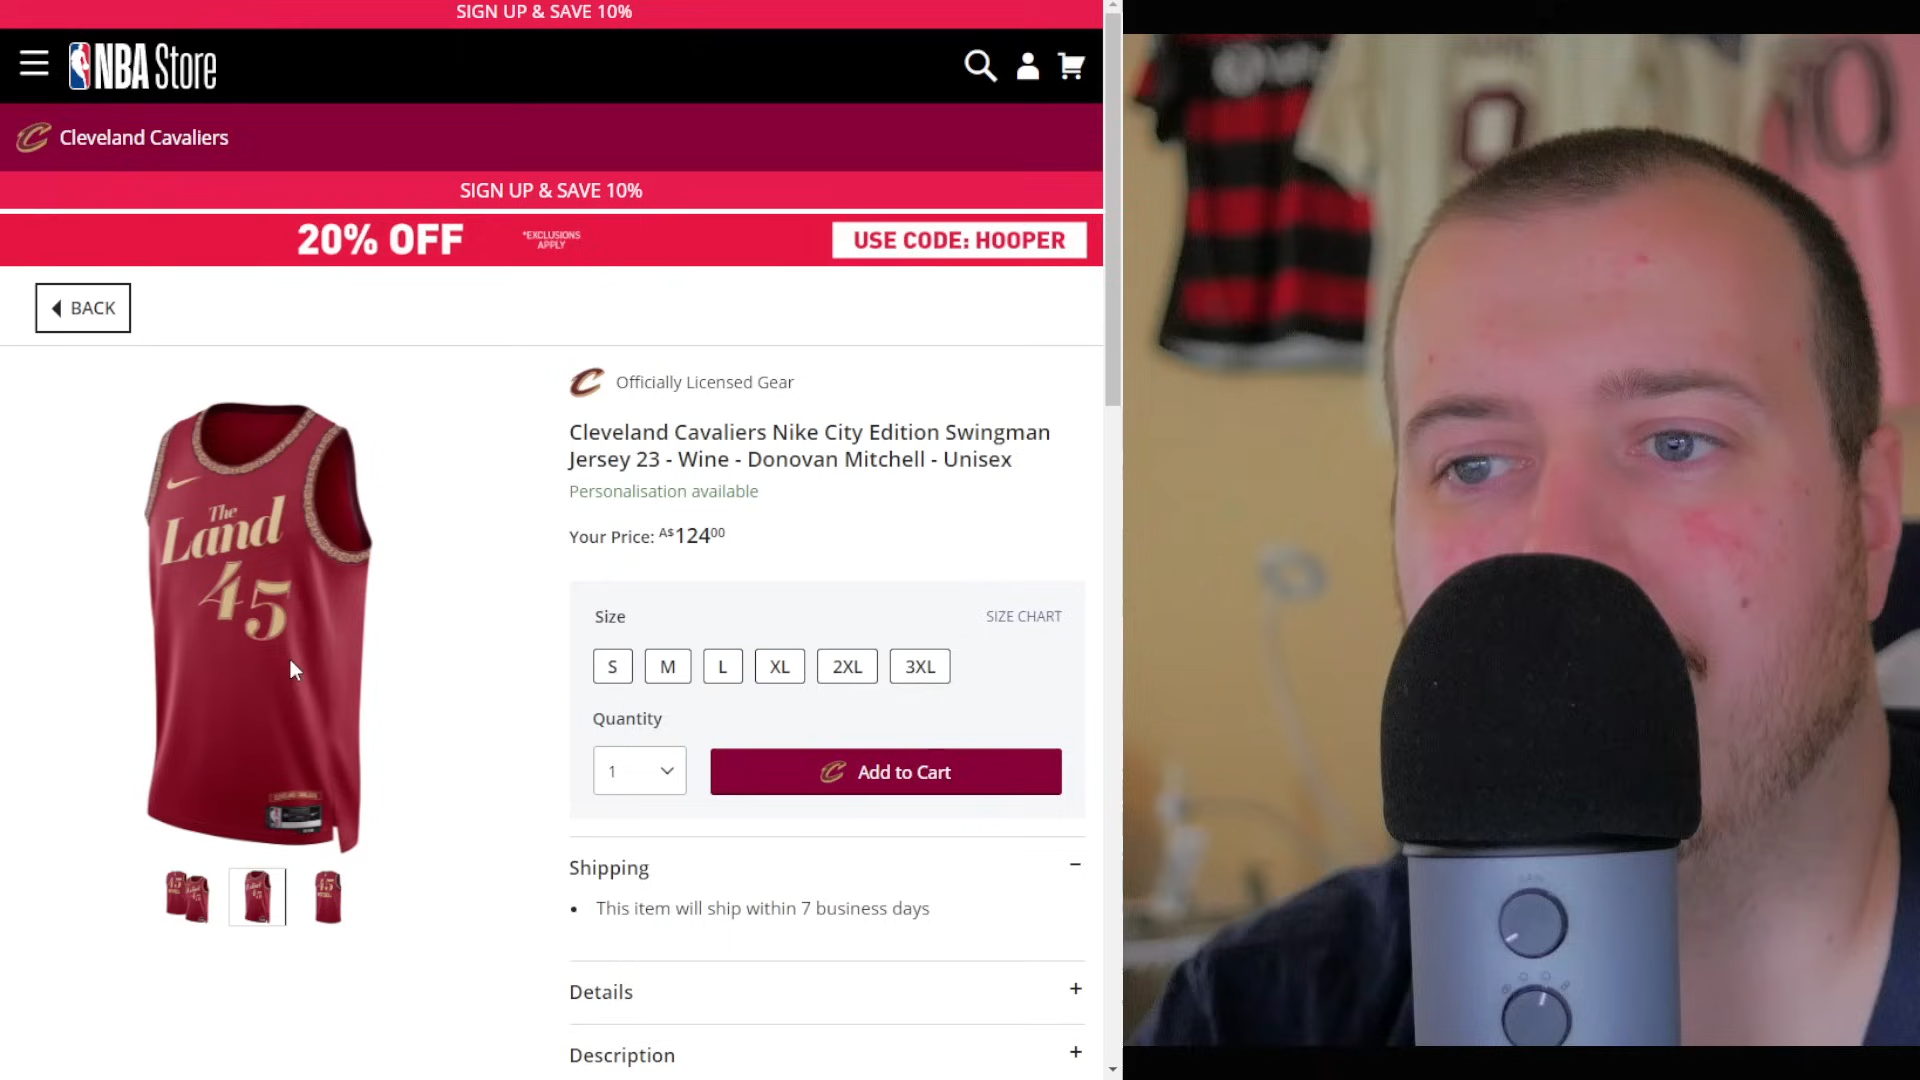 SIGN UP & SAVE 10%
NBA Store
Cleveland Cavaliers
SIGN UP & SAVE 10%
20% OFF
*EXCLUSIONS
APPLY
USE CODE: HOOPER
BACK
Officially Licensed Gear
Cleveland Cavaliers Nike City Edition Swingman
Jersey 23 - Wine - Donovan Mitchell - Unisex
Personalisation available
Your Price: A$124⁰⁰
The
Land
45
Size
SIZE CHART
S
M
L
XL
2XL
3XL
Quantity
1
Add to Cart
Shipping
This item will ship within 7 business days
Details
Description
GAIN
10